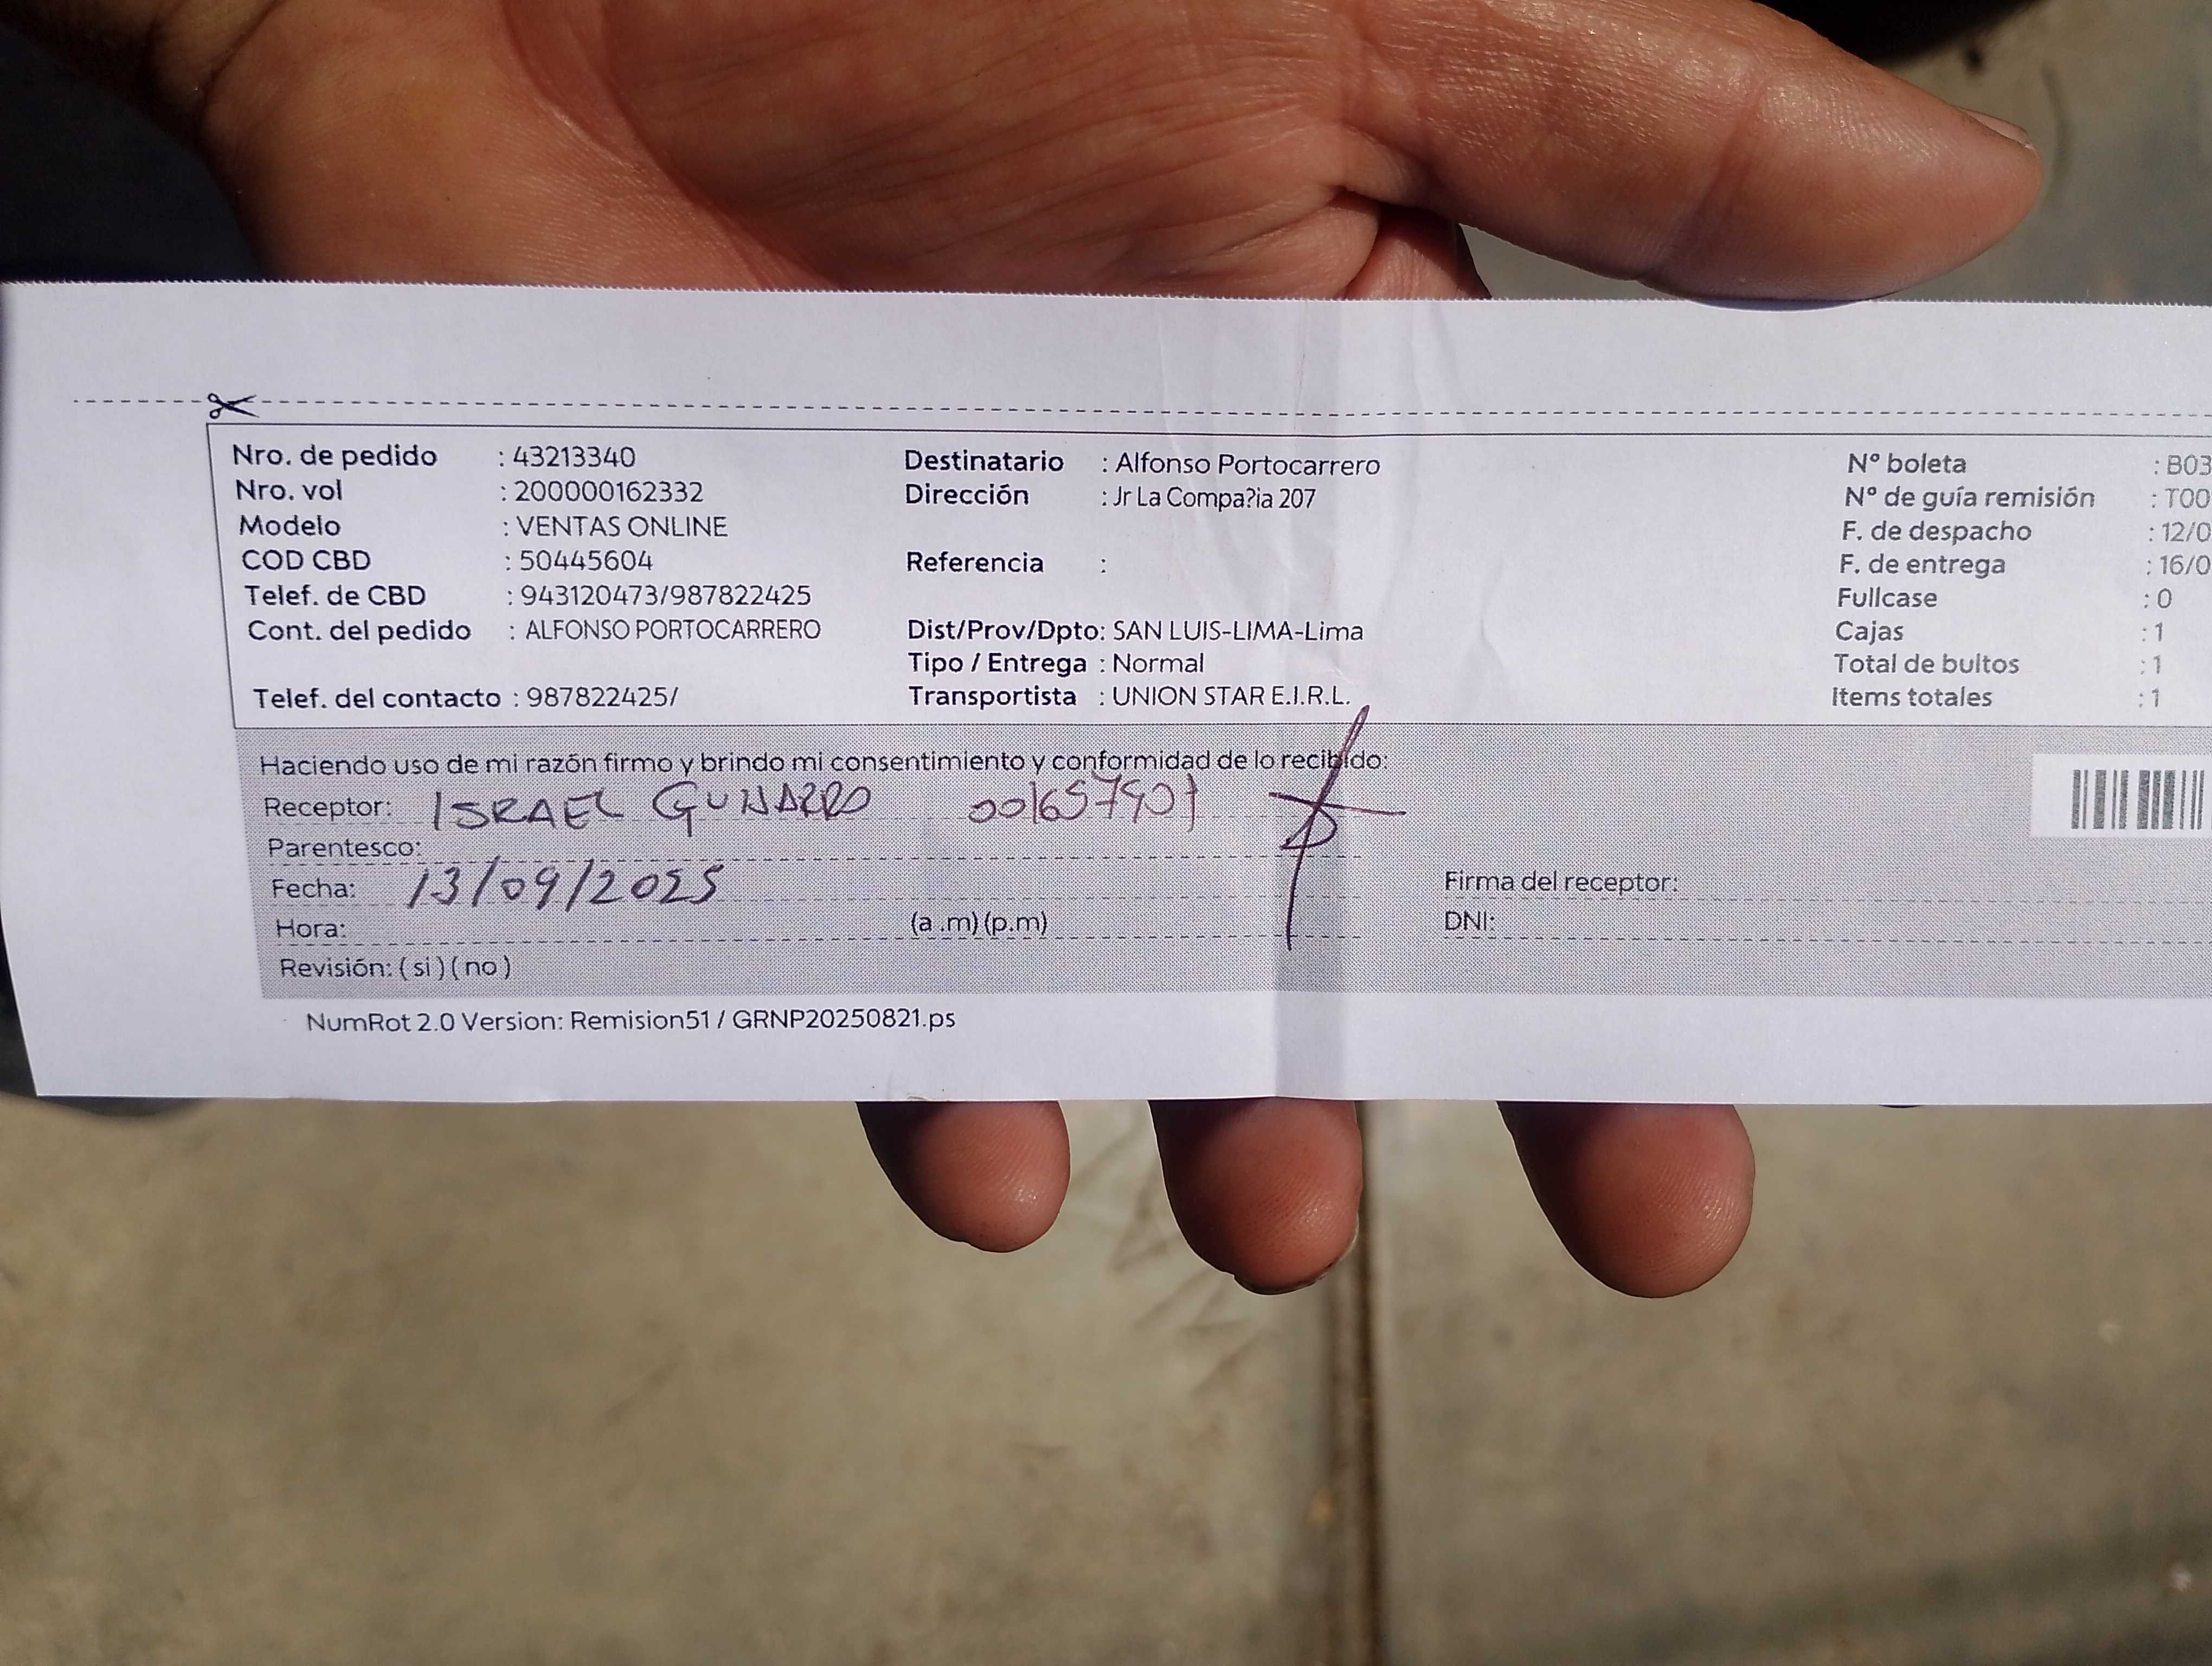 Nro. de pedido : 43213340
Nro. vol : 200000162332
Modelo : VENTAS ONLINE
COD CBD : 50445604
Telef. de CBD : 943120473/987822425
Cont. del pedido : ALFONSO PORTOCARRERO
Telef. del contacto : 987822425/
Destinatario : Alfonso Portocarrero
Dirección : Jr La Compa?ia 207
Referencia :
Dist/Prov/Dpto: SAN LUIS-LIMA-Lima
Tipo / Entrega : Normal
Transportista : UNION STAR E.I.R.L.
N° boleta : B03
N° de guía remisión : T00
F. de despacho : 12/0
F. de entrega : 16/0
Fullcase : 0
Cajas : 1
Total de bultos : 1
Items totales : 1
Haciendo uso de mi razón firmo y brindo mi consentimiento y conformidad de lo recibido:
Receptor: ISRAEL
Parentesco:
Fecha: 13/09/2025
Hora: (a .m) (p.m)
Revisión: ( si ) ( no )
Firma del receptor:
DNI:
NumRot 2.0 Version: Remision51 / GRNP20250821.ps